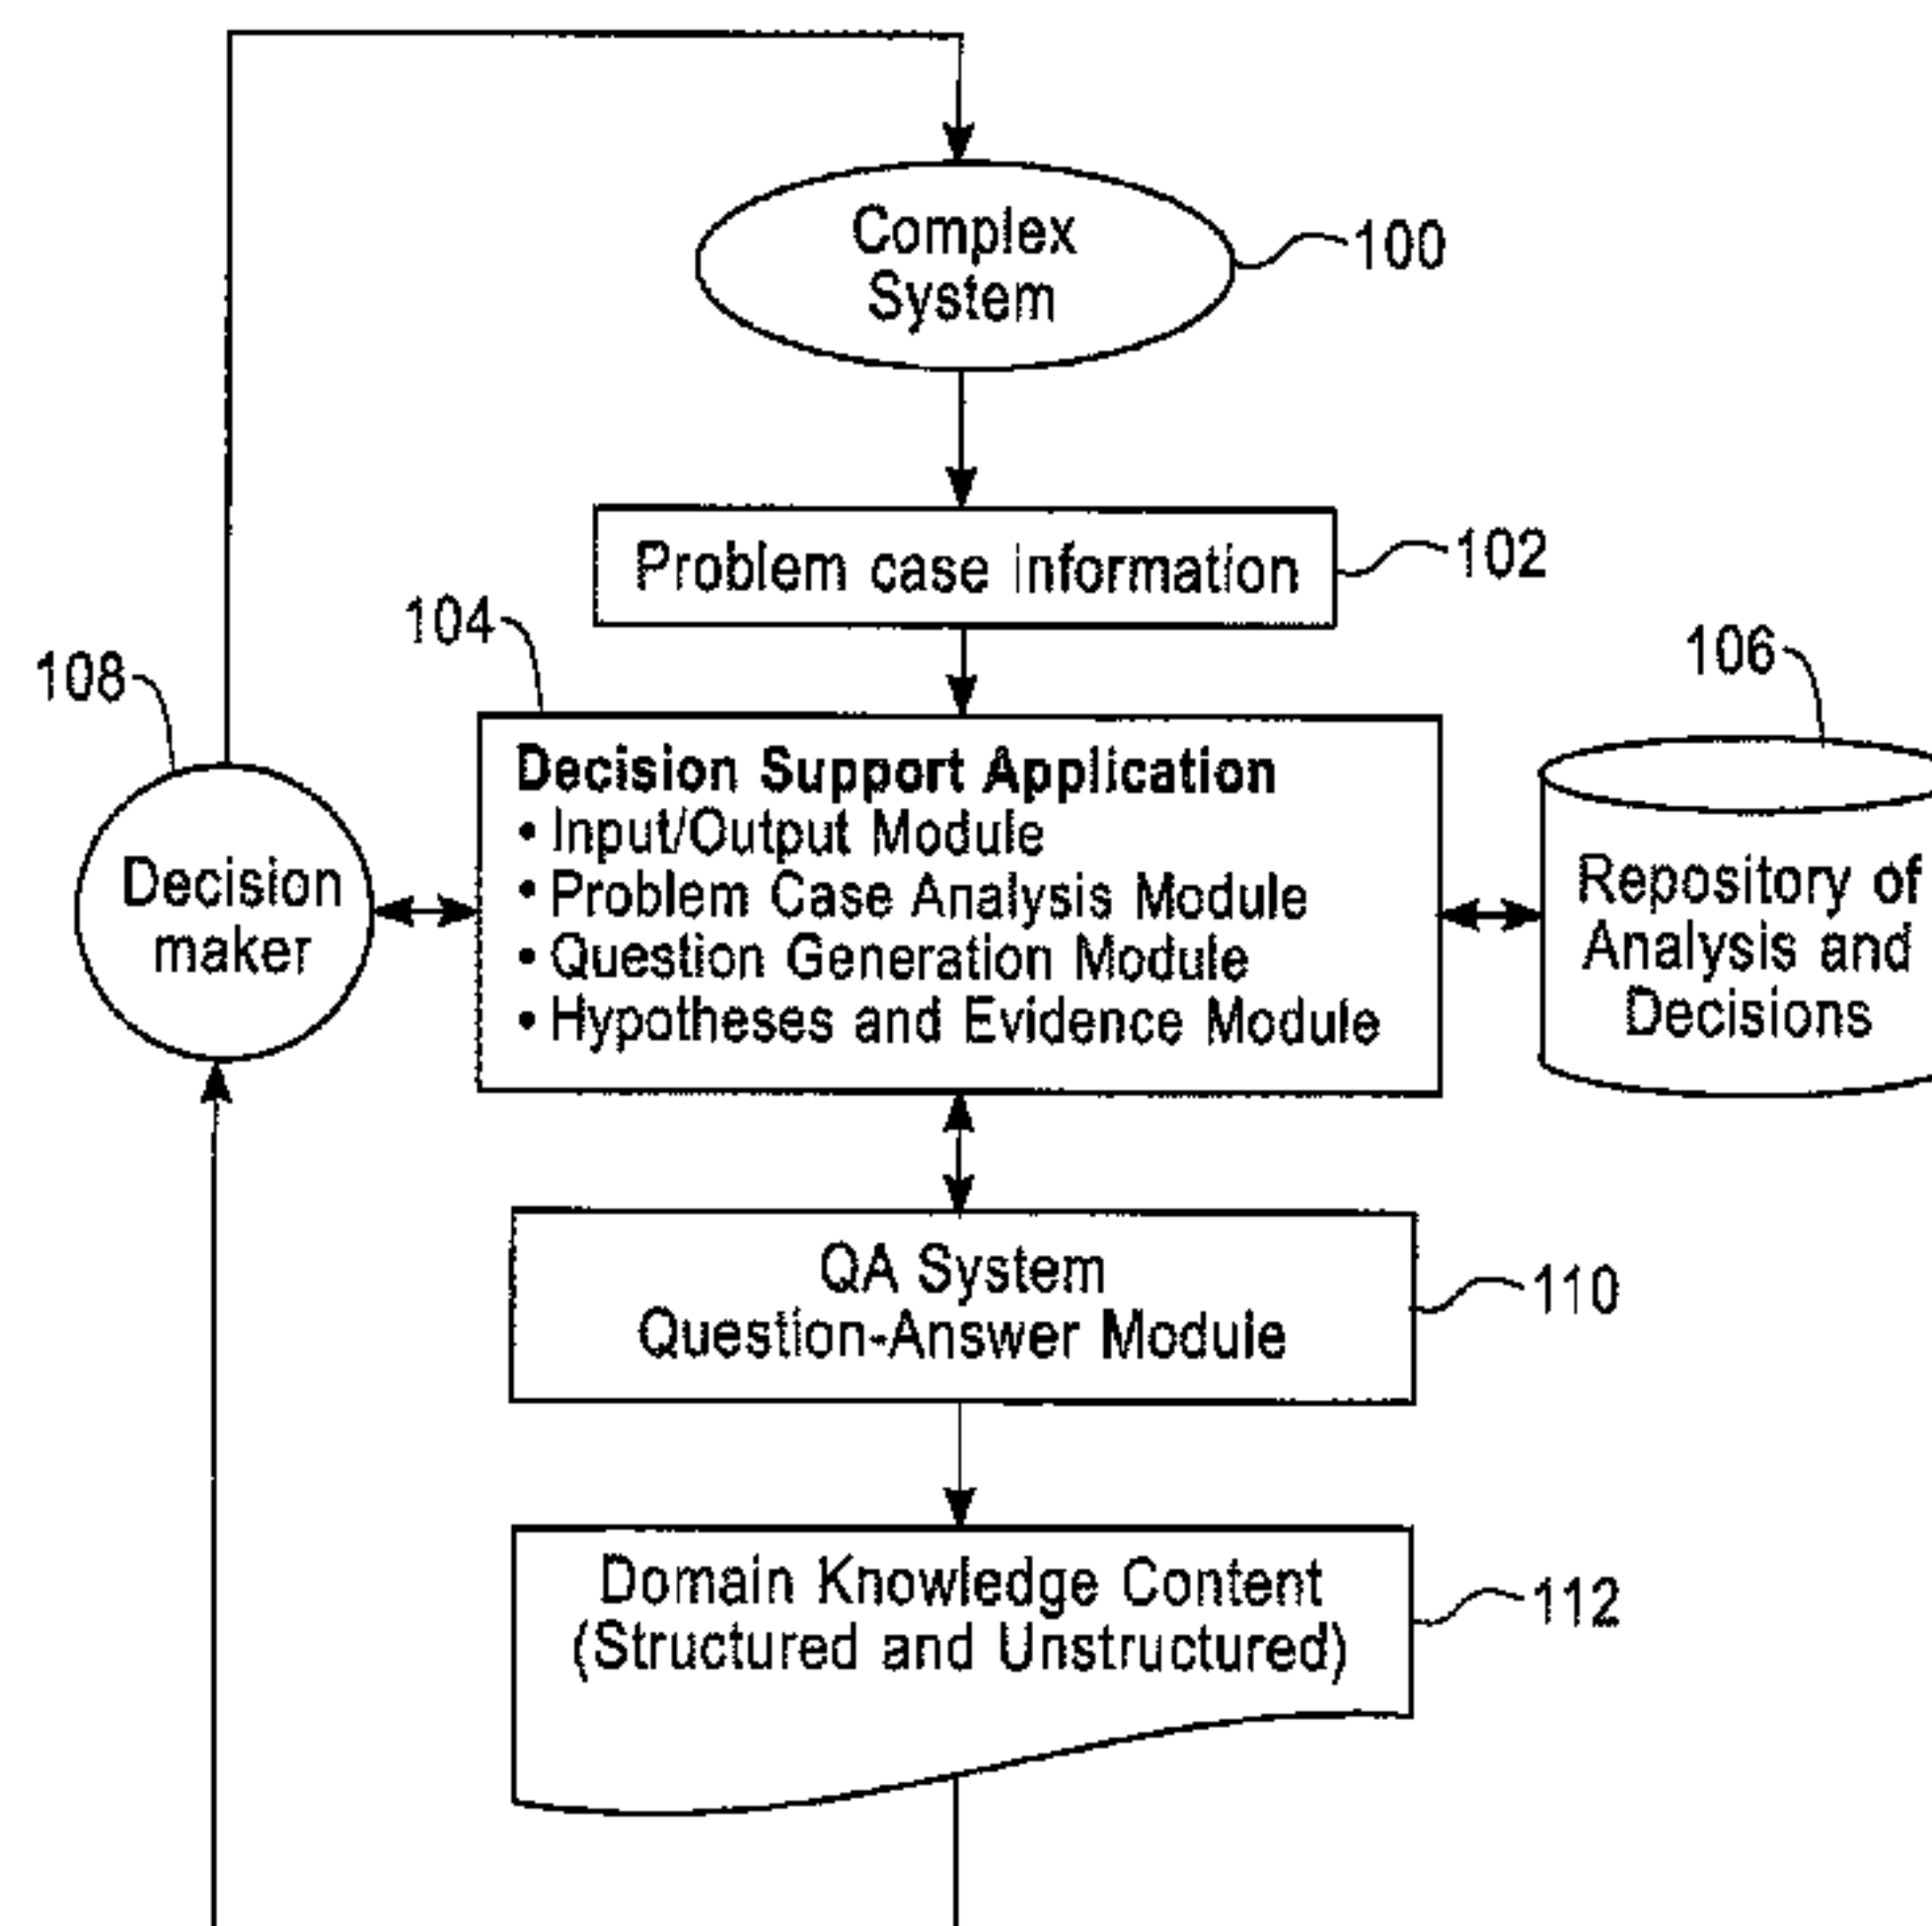 Complex
System
100
Problem case information
102
104
108
106
Decision Support Application
• Input/Output Module
• Problem Case Analysis Module
• Question Generation Module
• Hypotheses and Evidence Module
Decision
maker
Repository of
Analysis and
Decisions
QA System
Question-Answer Module
110
Domain Knowledge Content
(Structured and Unstructured)
112